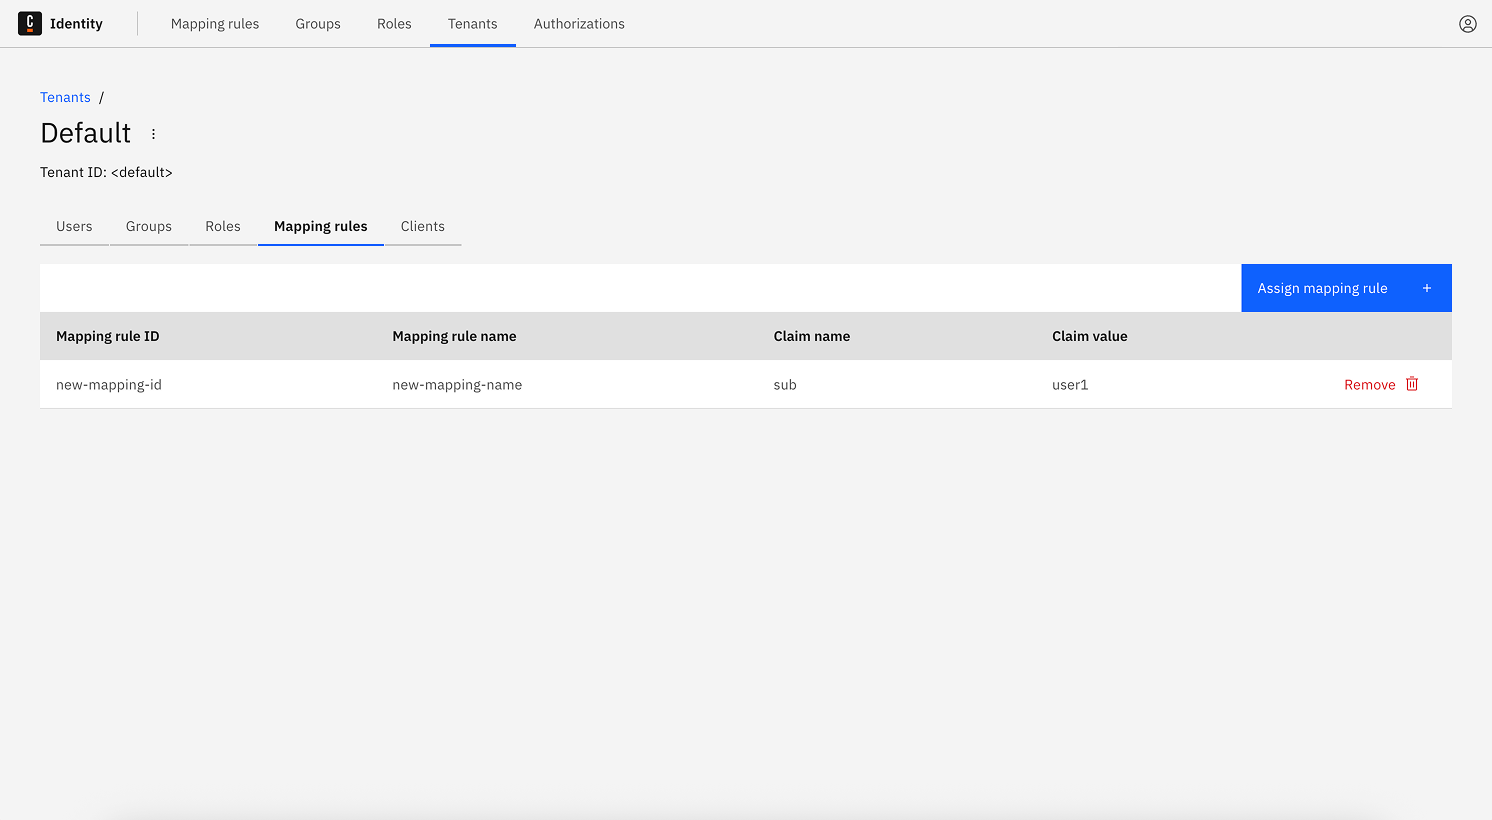 C Identity Mapping rules Groups Roles Tenants Authorizations
Tenants /
Default
Tenant ID: <default>
Users Groups Roles Mapping rules Clients
Assign mapping rule +
Mapping rule ID Mapping rule name Claim name Claim value
new-mapping-id new-mapping-name sub user1 Remove